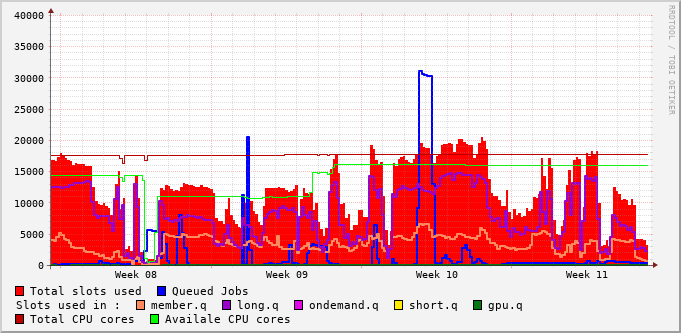 40000
35000
30000
25000
20000
15000
10000
5000
0
Week 08 Week 09 Week 10 Week 11
RRDTOOL / TOBI OETIKER
Total slots used Queued Jobs
Slots used in : member.q long.q ondemand.q short.q gpu.q
Total CPU cores Availale CPU cores